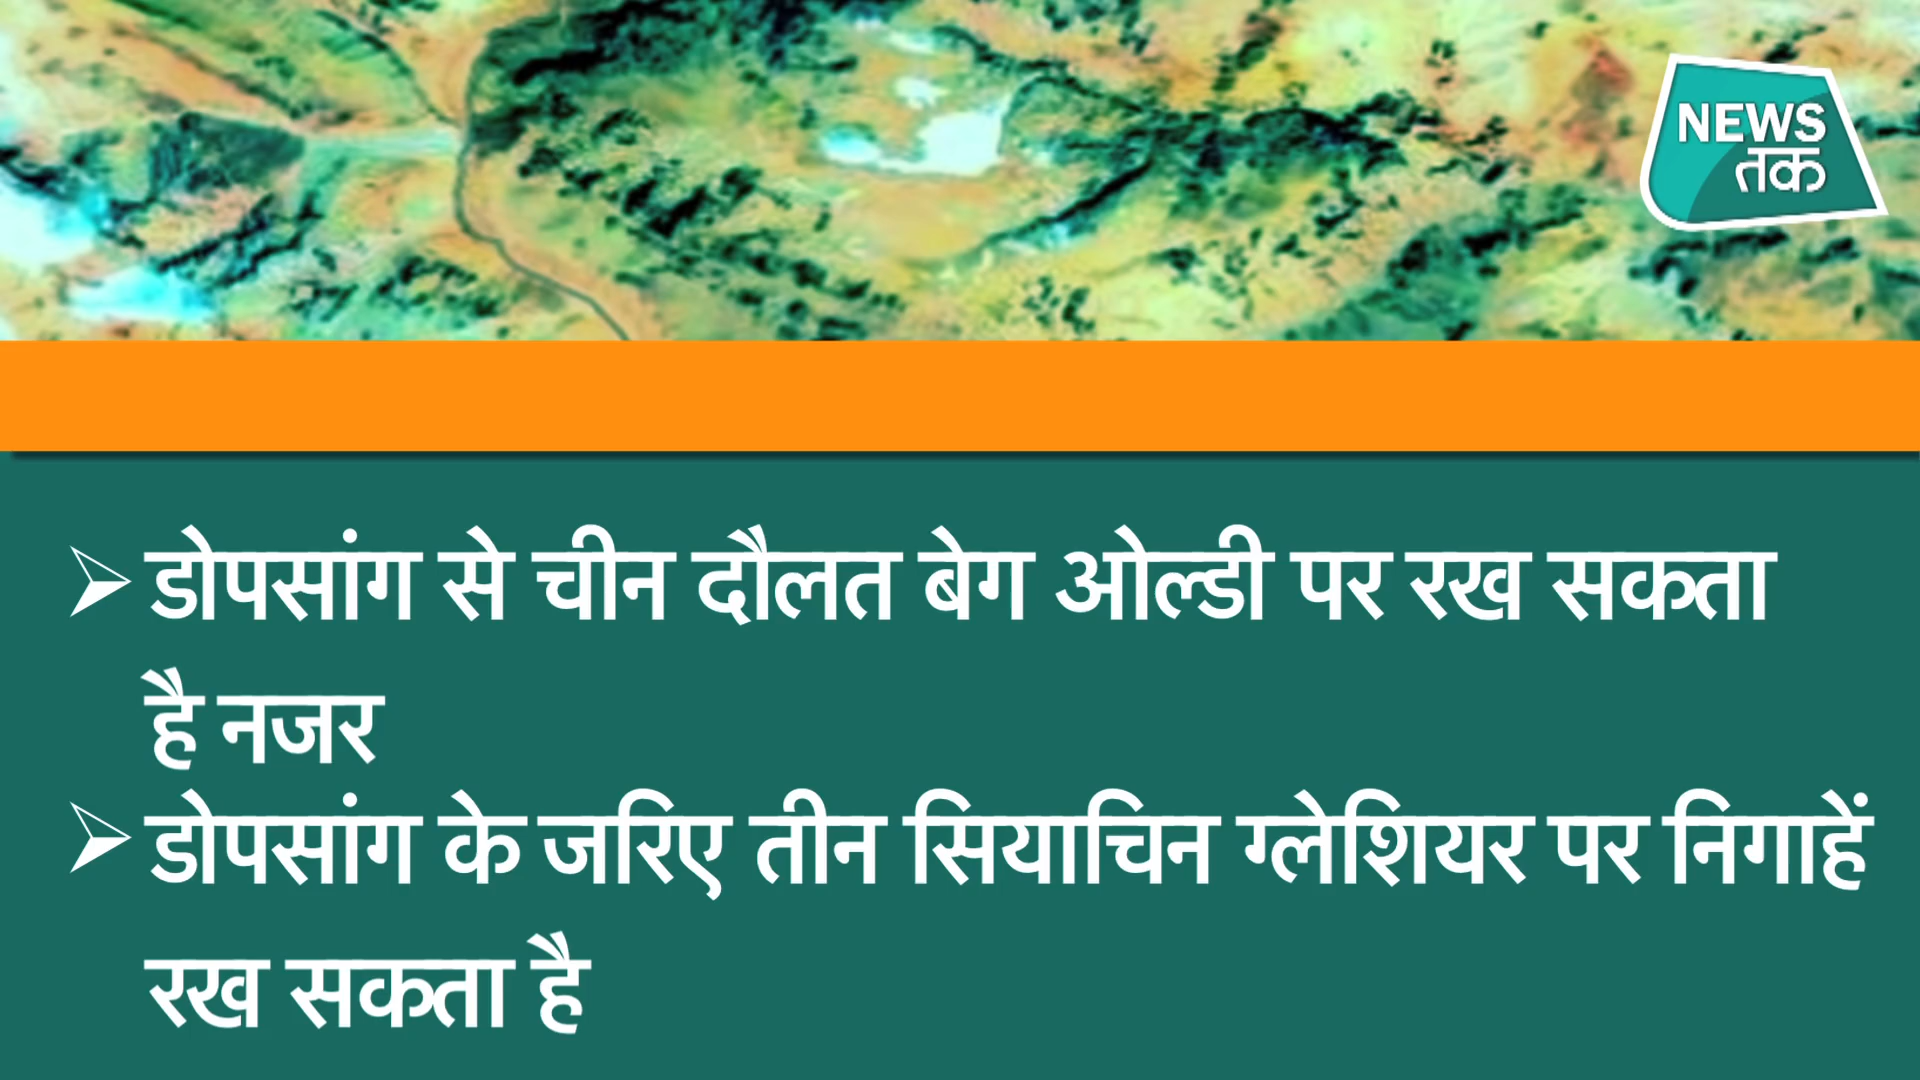 NEWS
तक
डोपसांग से चीन दौलत बेग ओल्डी पर रख सकता
है नजर
डोपसांग के जरिए तीन सियाचिन ग्लेशियर पर निगाहें
रख सकता है